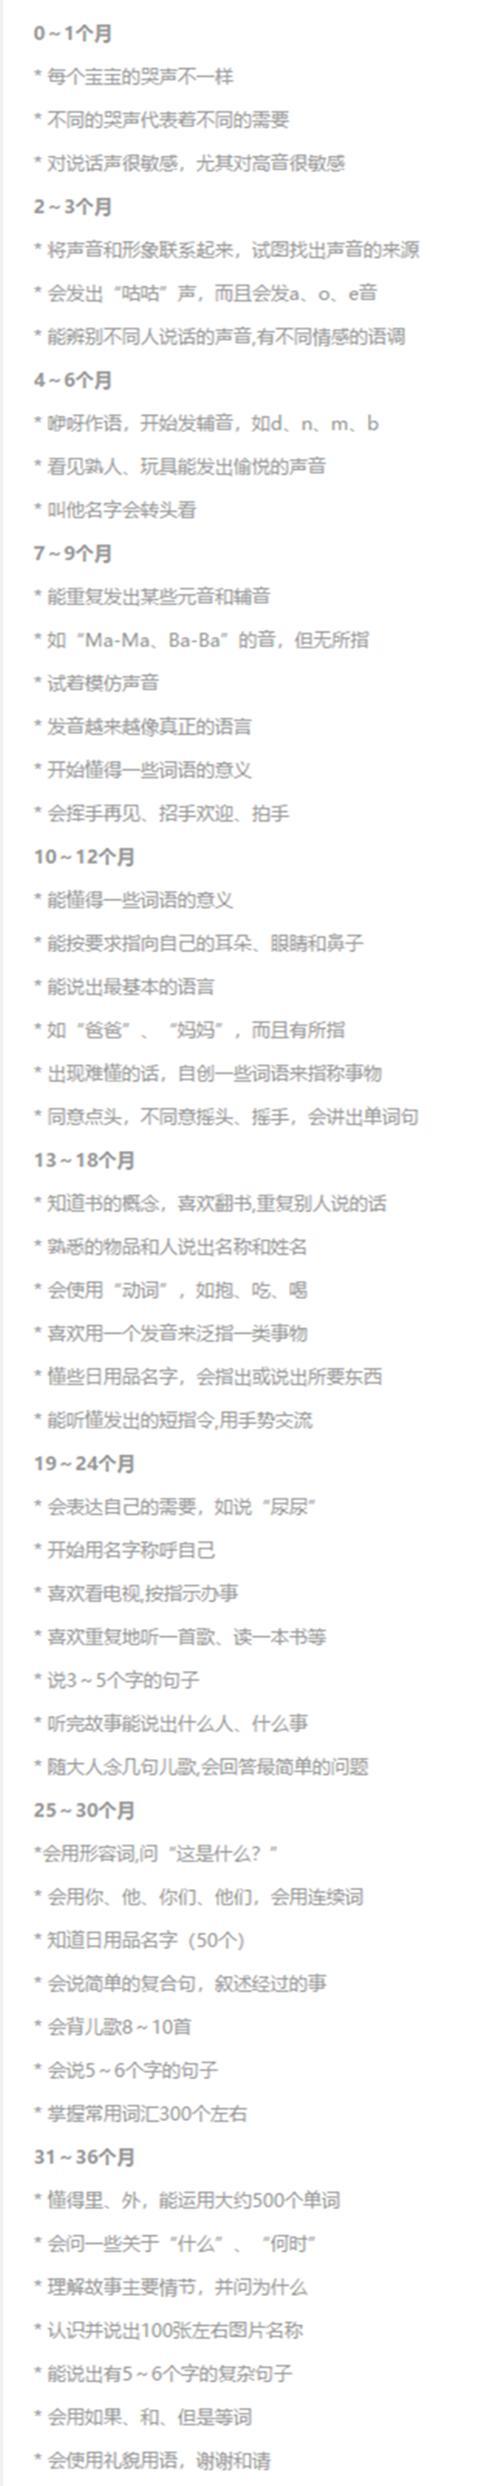 0～1个月
* 每个宝宝的哭声不一样
* 不同的哭声代表着不同的需要
* 对说话声很敏感，尤其对高音很敏感
2～3个月
* 将声音和形象联系起来，试图找出声音的来源
* 会发出“咕咕”声，而且会发a、o、e音
* 能辨别不同人说话的声音,有不同情感的语调
4～6个月
* 咿呀作语，开始发辅音，如d、n、m、b
* 看见熟人、玩具能发出愉悦的声音
* 叫他名字会转头看
7～9个月
* 能重复发出某些元音和辅音
* 如“Ma-Ma、Ba-Ba”的音，但无所指
* 试着模仿声音
* 发音越来越像真正的语言
* 开始懂得一些词语的意义
* 会挥手再见、招手欢迎、拍手
10～12个月
* 能懂得一些词语的意义
* 能按要求指向自己的耳朵、眼睛和鼻子
* 能说出最基本的语言
* 如“爸爸”、“妈妈”，而且有所指
* 出现难懂的话，自创一些词语来指称事物
* 同意点头，不同意摇头、摇手，会讲出单词句
13～18个月
* 知道书的概念，喜欢翻书,重复别人说的话
* 熟悉的物品和人说出名称和姓名
* 会使用“动词”，如抱、吃、喝
* 喜欢用一个发音来泛指一类事物
* 懂些日用品名字，会指出或说出所要东西
* 能听懂发出的短指令,用手势交流
19～24个月
* 会表达自己的需要，如说“尿尿”
* 开始用名字称呼自己
* 喜欢看电视,按指示办事
* 喜欢重复地听一首歌、读一本书等
* 说3～5个字的句子
* 听完故事能说出什么人、什么事
* 随大人念几句儿歌,会回答最简单的问题
25～30个月
*会用形容词,问“这是什么？”
* 会用你、他、你们、他们，会用连续词
* 知道日用品名字（50个）
* 会说简单的复合句，叙述经过的事
* 会背儿歌8～10首
* 会说5～6个字的句子
* 掌握常用词汇300个左右
31～36个月
* 懂得里、外，能运用大约500个单词
* 会问一些关于“什么”、“何时”
* 理解故事主要情节，并问为什么
* 认识并说出100张左右图片名称
* 能说出有5～6个字的复杂句子
* 会用如果、和、但是等词
* 会使用礼貌用语，谢谢和请